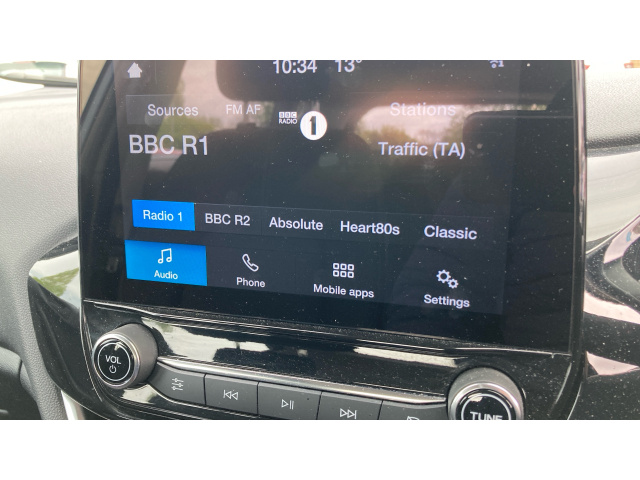 10:34 13°
Sources FM AF Stations
BBC RADIO 1
BBC R1 Traffic (TA)
Radio 1 BBC R2 Absolute Heart80s Classic
Audio Phone Mobile apps Settings
VOL
TUNE